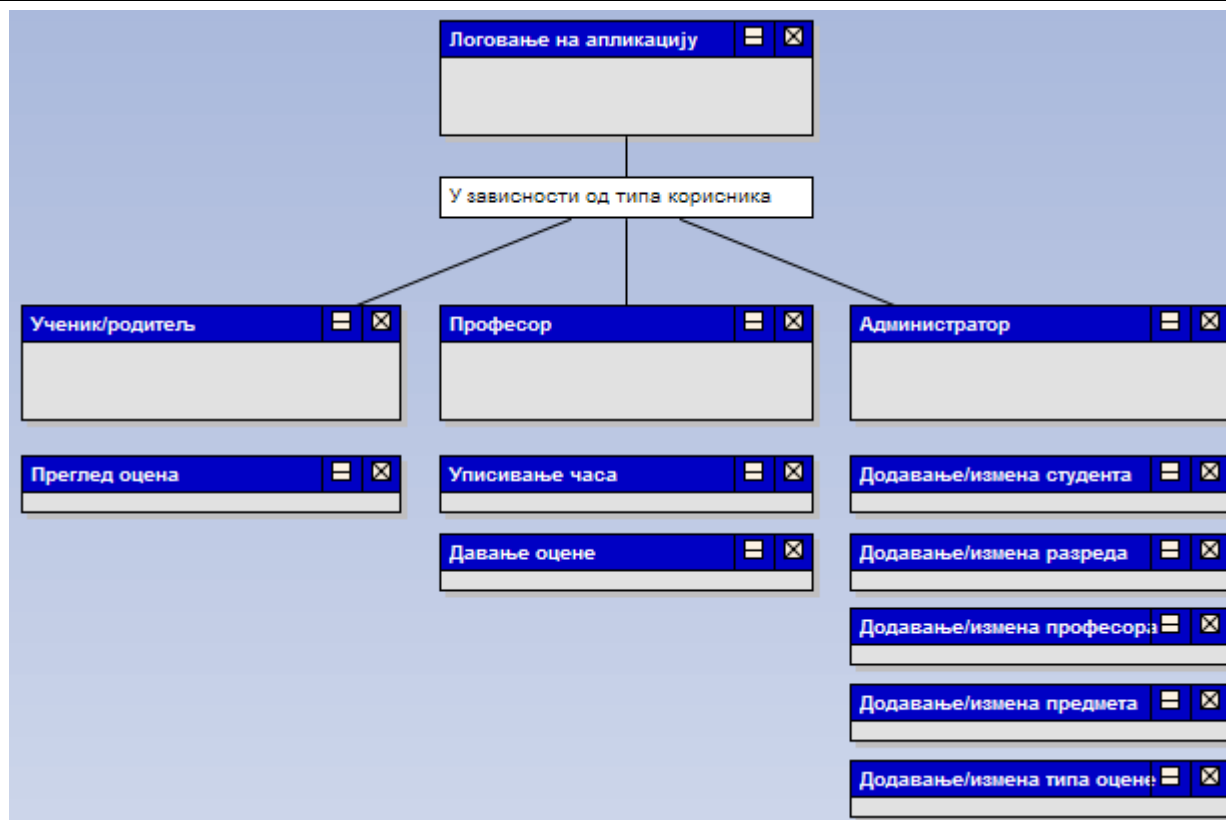 Логовање на апликацију
У зависности од типа корисника
Ученик/родитељ
Професор
Администратор
Преглед оцена
Уписивање часа
Додавање/измена студента
Давање оцене
Додавање/измена разреда
Додавање/измена професора
Додавање/измена предмета
Додавање/измена типа оцене